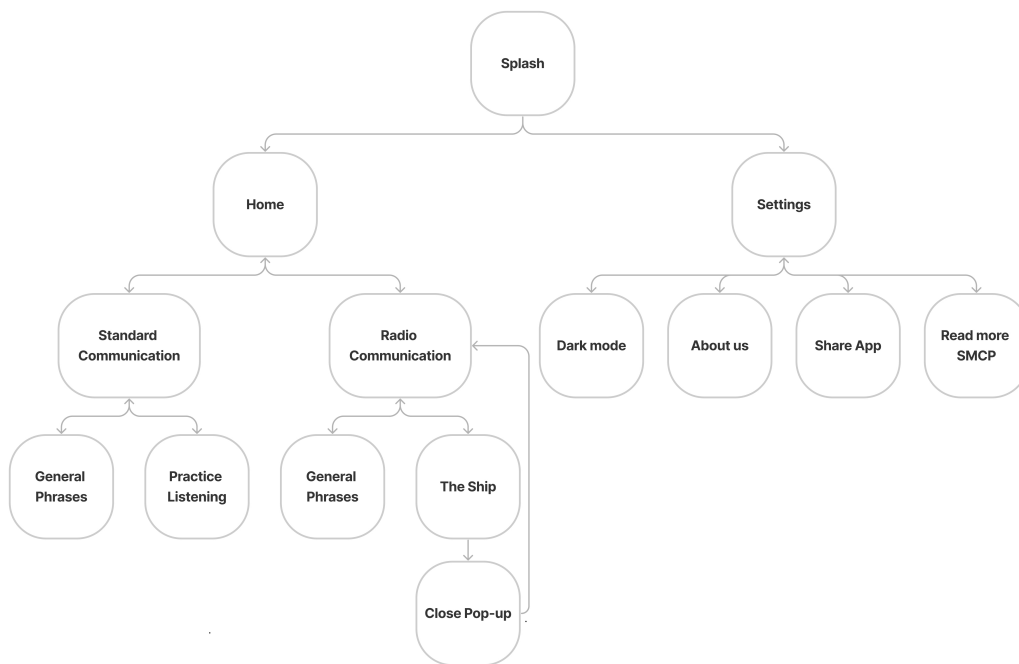 Splash
Home
Settings
Standard
Communication
Radio
Communication
Dark mode
About us
Share App
Read more
SMCP
General
Phrases
Practice
Listening
General
Phrases
The Ship
Close Pop-up